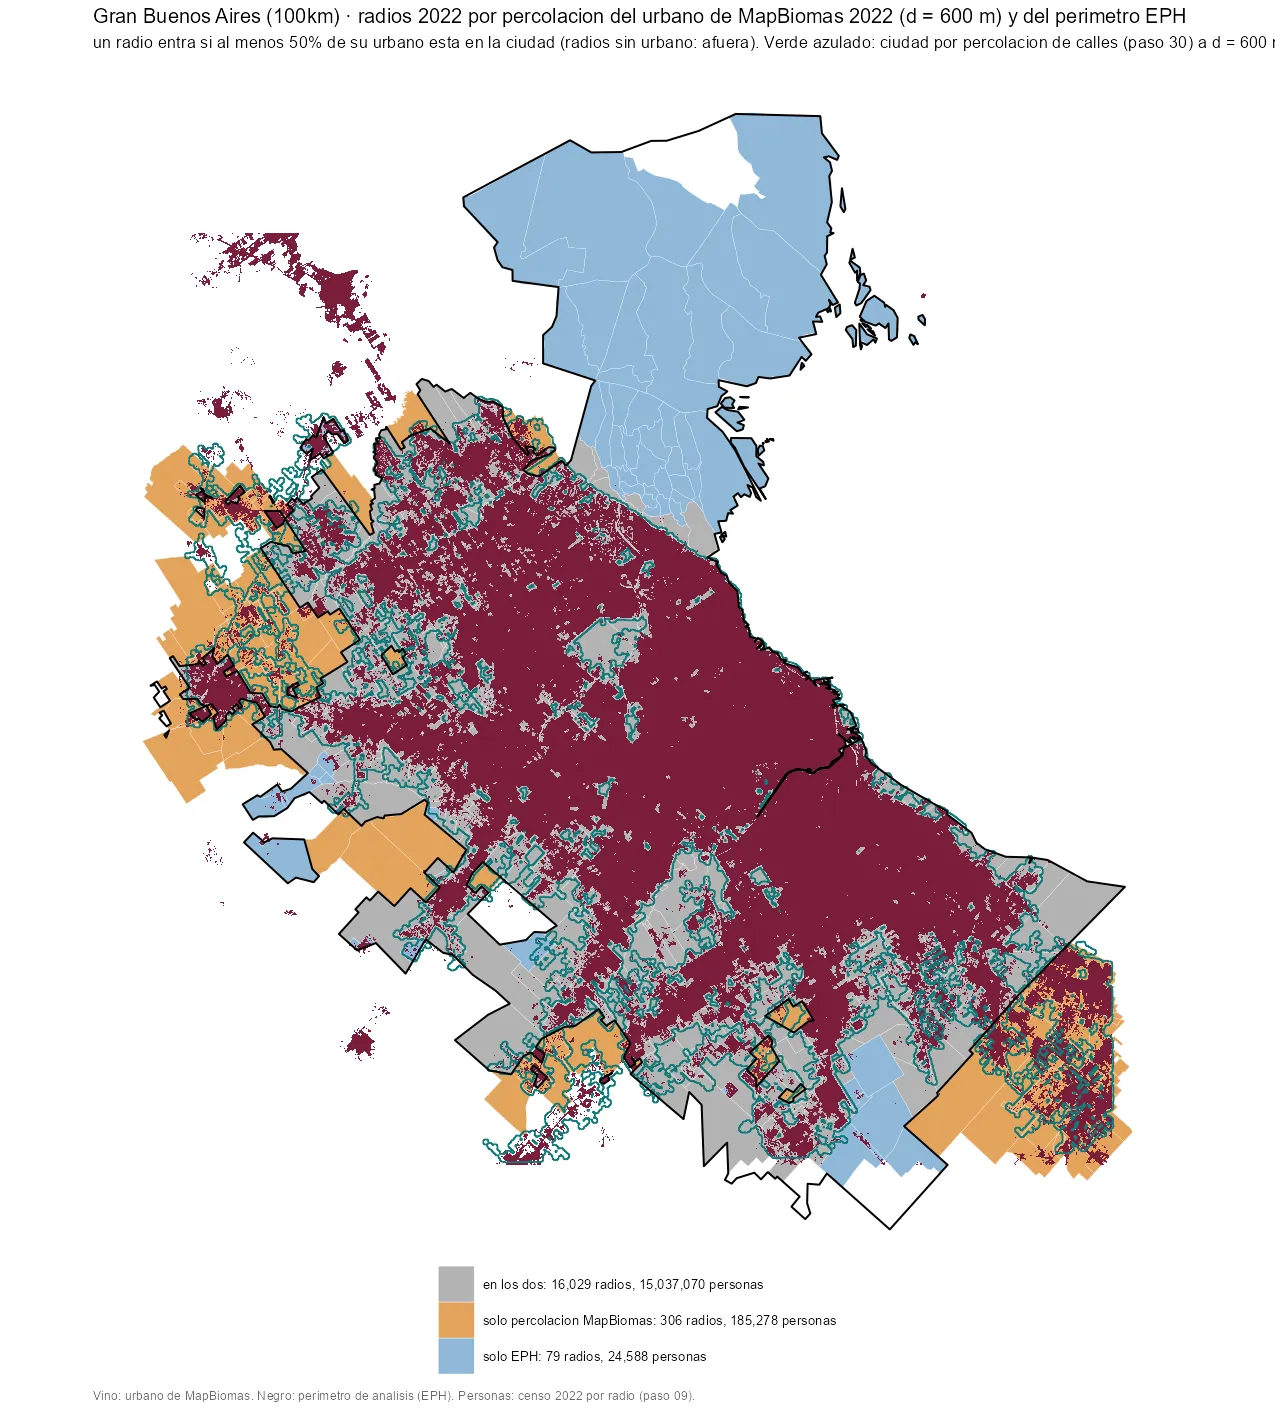 Gran Buenos Aires (100km) · radios 2022 por percolacion del urbano de MapBiomas 2022 (d = 600 m) y del perimetro EPH
un radio entra si al menos 50% de su urbano esta en la ciudad (radios sin urbano: afuera). Verde azulado: ciudad por percolacion de calles (paso 30) a d = 600
en los dos: 16,029 radios, 15,037,070 personas
solo percolacion MapBiomas: 306 radios, 185,278 personas
solo EPH: 79 radios, 24,588 personas
Vino: urbano de MapBiomas. Negro: perimetro de analisis (EPH). Personas: censo 2022 por radio (paso 09).